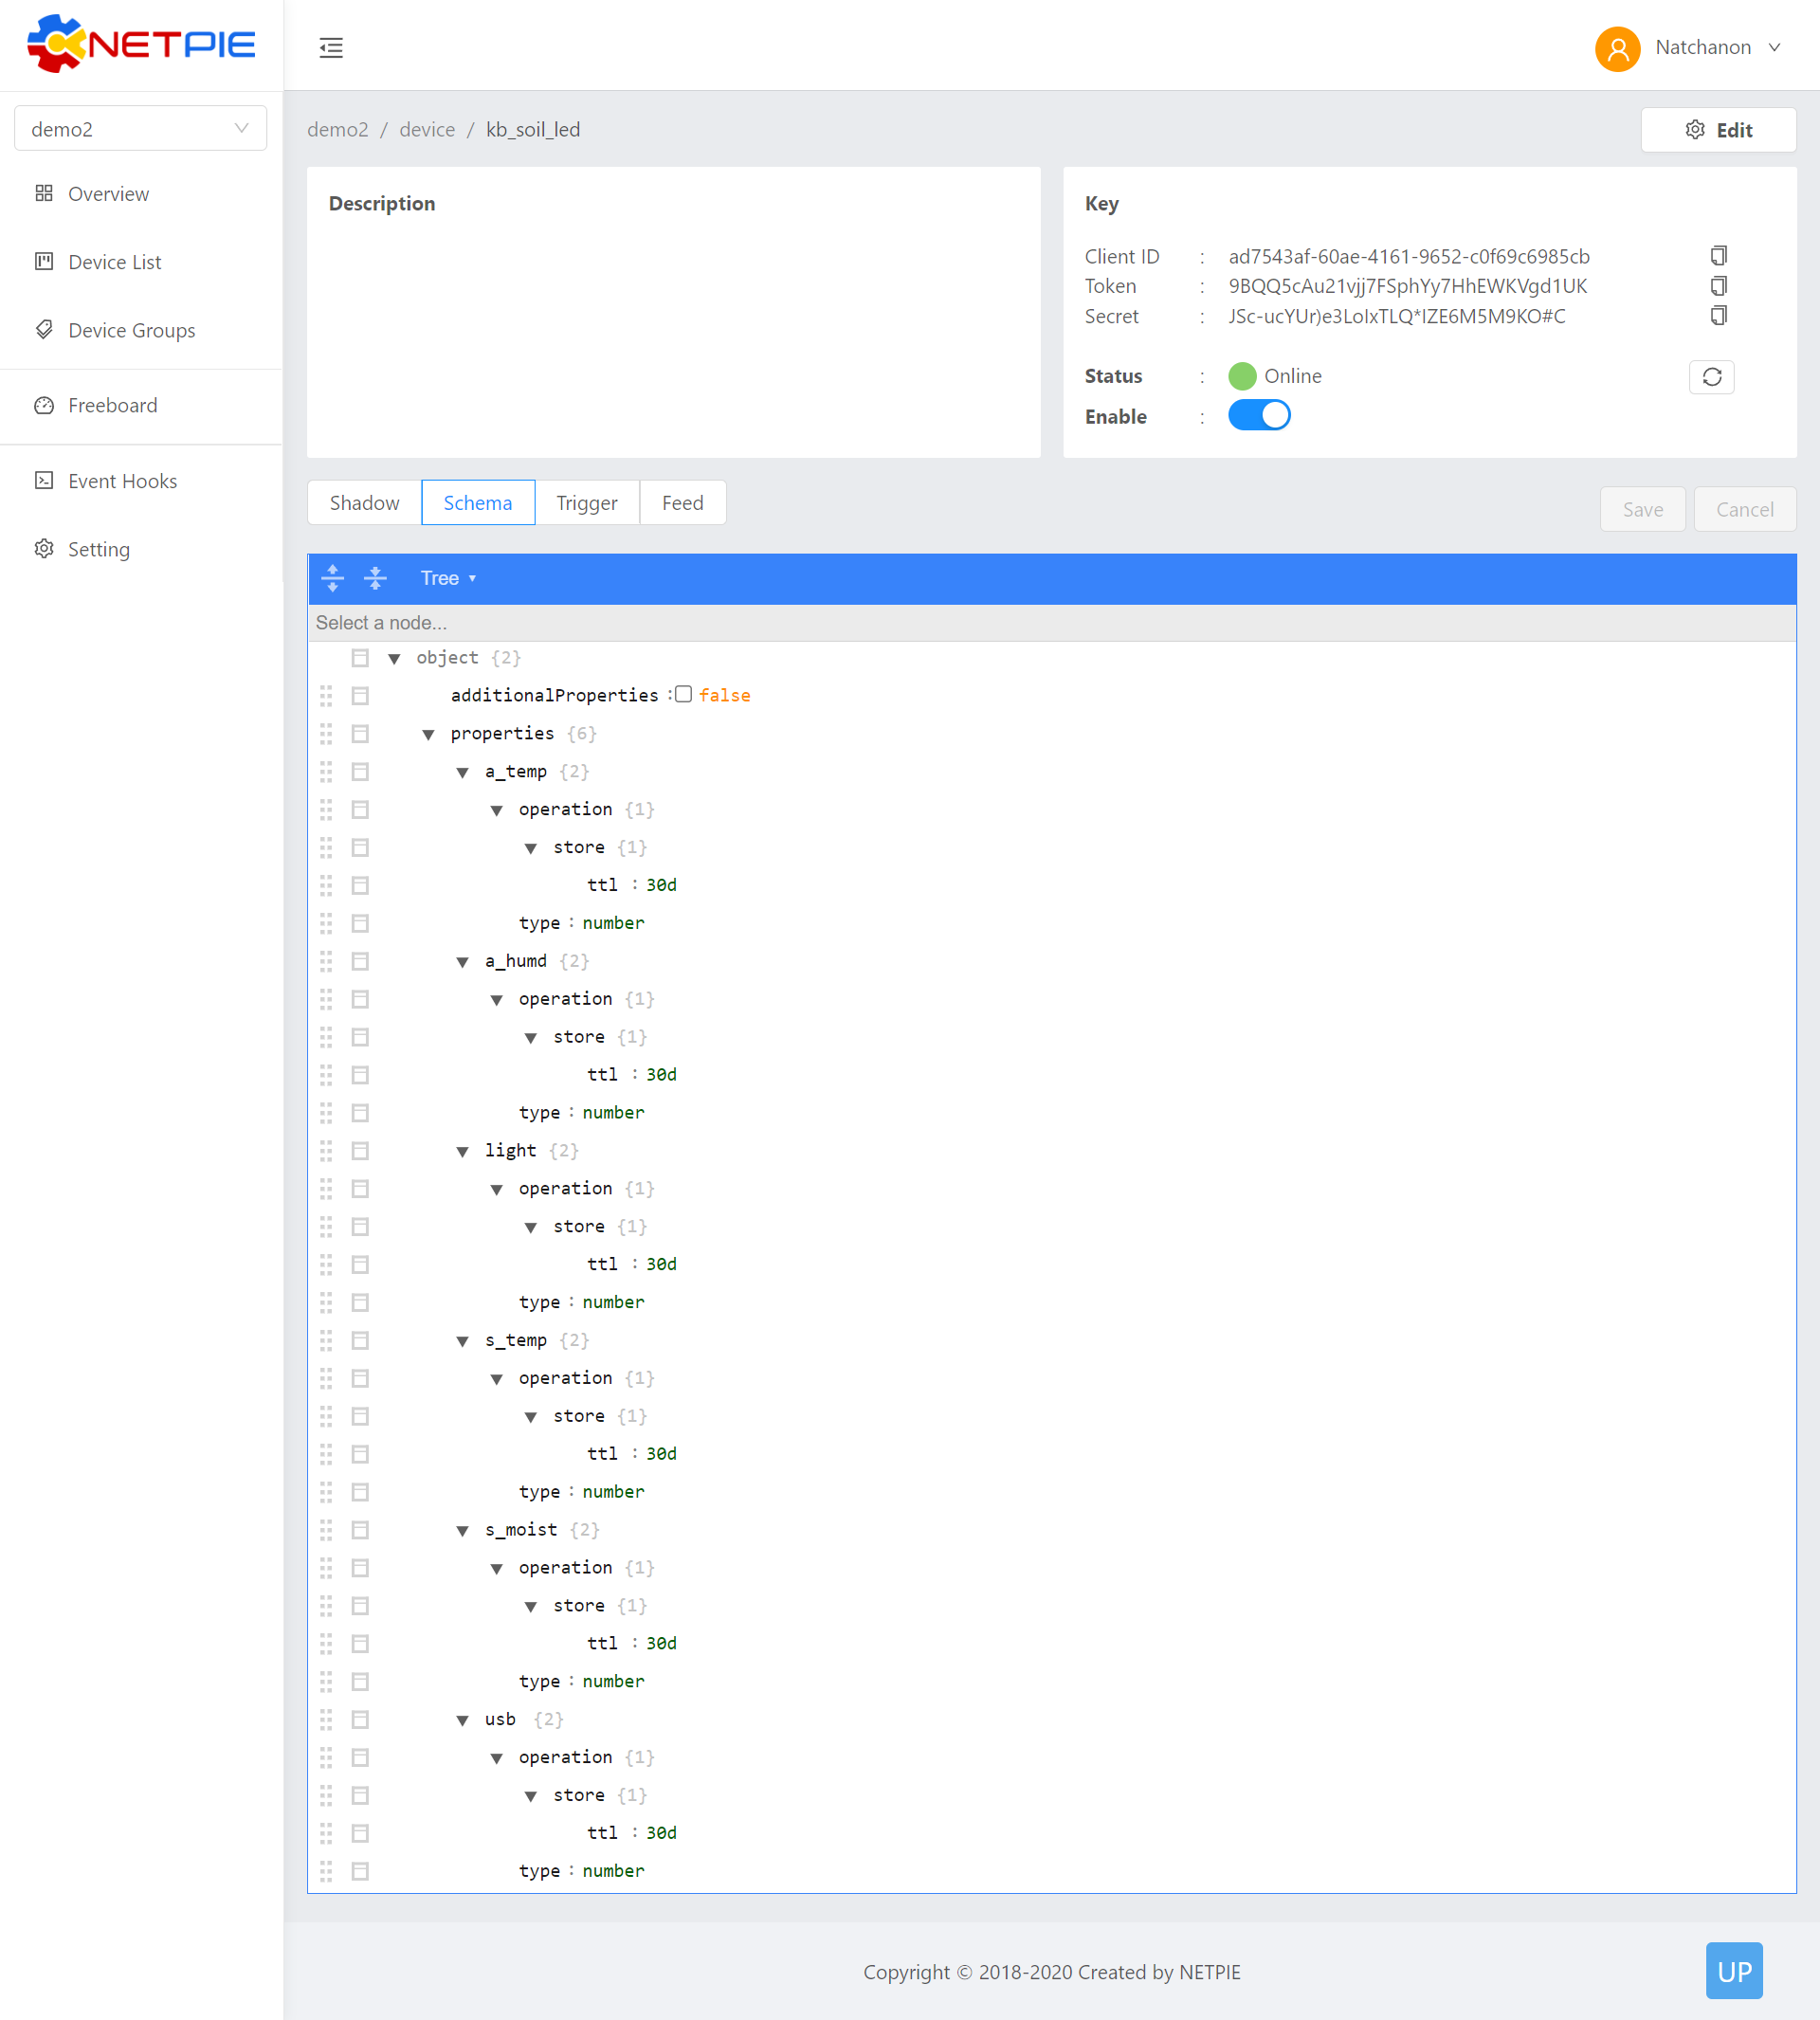 NETPIE
Natchanon
demo2
demo2 / device / kb_soil_led
Edit
Overview
Device List
Device Groups
Freeboard
Event Hooks
Setting
Description
Key
Client ID : ad7543af-60ae-4161-9652-c0f69c6985cb
Token : 9BQQ5cAu21vjj7FSphYy7HhEWKVgd1UK
Secret : JSc-ucYUr)e3LoIxTLQ*IZE6M5M9KO#C
Status : Online
Enable :
Shadow Schema Trigger Feed
Save Cancel
Tree ▾
Select a node...
object {2}
additionalProperties : false
properties {6}
a_temp {2}
operation {1}
store {1}
ttl : 30d
type : number
a_humd {2}
operation {1}
store {1}
ttl : 30d
type : number
light {2}
operation {1}
store {1}
ttl : 30d
type : number
s_temp {2}
operation {1}
store {1}
ttl : 30d
type : number
s_moist {2}
operation {1}
store {1}
ttl : 30d
type : number
usb {2}
operation {1}
store {1}
ttl : 30d
type : number
Copyright © 2018-2020 Created by NETPIE
UP